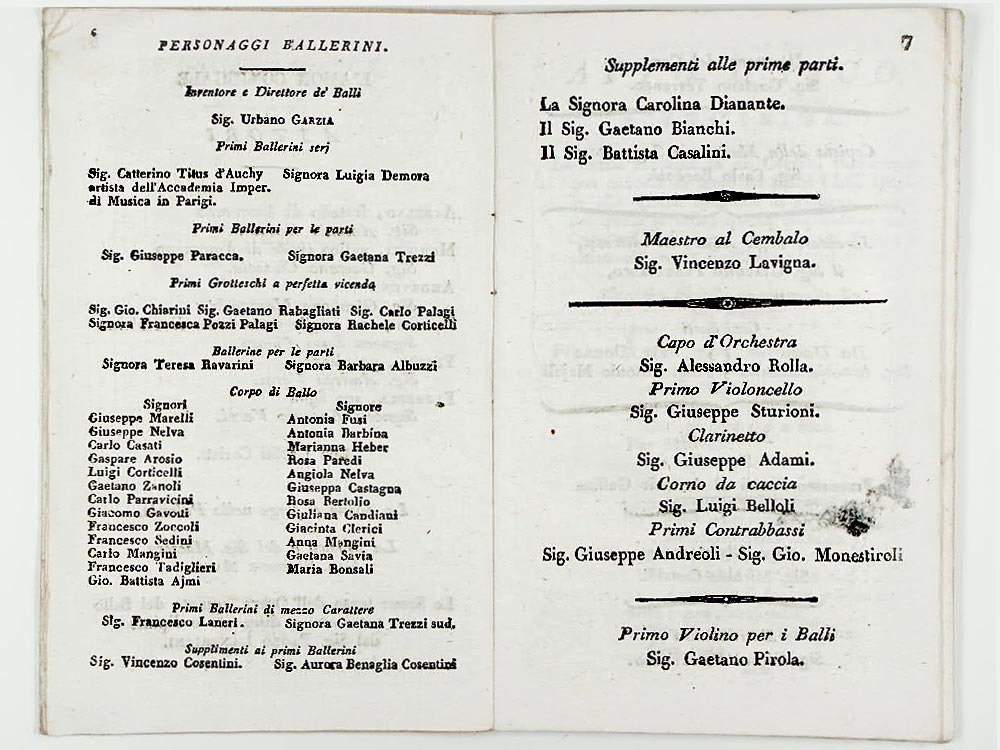 6
PERSONAGGI BALLERINI.
Inventore e Direttore de' Balli
Sig. Urbano GARZIA
Primi Ballerini serj
Sig. Catterino Titus d'Auchy Signora Luigia Demora
artista dell'Accademia Imper.
di Musica in Parigi.
Primi Ballerini per le parti
Sig. Giuseppe Paracca. Signora Gaetana Trezzi
Primi Grotteschi a perfetta vicenda
Sig. Gio. Chiarini Sig. Gaetano Rabagliati Sig. Carlo Palagi
Signora Francesca Pozzi Palagi Signora Rachele Corticelli
Ballerine per le parti
Signora Teresa Ravarini Signora Barbara Albuzzi
Corpo di Ballo
Signori Signore
Giuseppe Marelli Antonia Fusi
Giuseppe Nelva Antonia Barbina
Carlo Casati Marianna Heber
Gaspare Arosio Rosa Paredi
Luigi Corticelli Angiola Nelva
Gaetano Zanoli Giuseppa Castagna
Carlo Parravicini Rosa Bertolio
Giacomo Gavotti Giuliana Candiani
Francesco Zoccoli Giacinta Clerici
Francesco Sedini Anna Mangini
Carlo Mangini Gaetana Savia
Francesco Tadiglieri Maria Bonsali
Gio. Battista Ajmi
Primi Ballerini di mezzo Carattere
Sig. Francesco Laneri. Signora Gaetana Trezzi sud.
Supplimenti ai primi Ballerini
Sig. Vincenzo Cosentini. Sig. Aurora Benaglia Cosentini
7
Supplementi alle prime parti.
La Signora Carolina Dianante.
Il Sig. Gaetano Bianchi.
Il Sig. Battista Casalini.
Maestro al Cembalo
Sig. Vincenzo Lavigna.
Capo d'Orchestra
Sig. Alessandro Rolla.
Primo Violoncello
Sig. Giuseppe Sturioni.
Clarinetto
Sig. Giuseppe Adami.
Corno da caccia
Sig. Luigi Belloli
Primi Contrabbassi
Sig. Giuseppe Andreoli - Sig. Gio. Monestiroli
Primo Violino per i Balli
Sig. Gaetano Pirola.